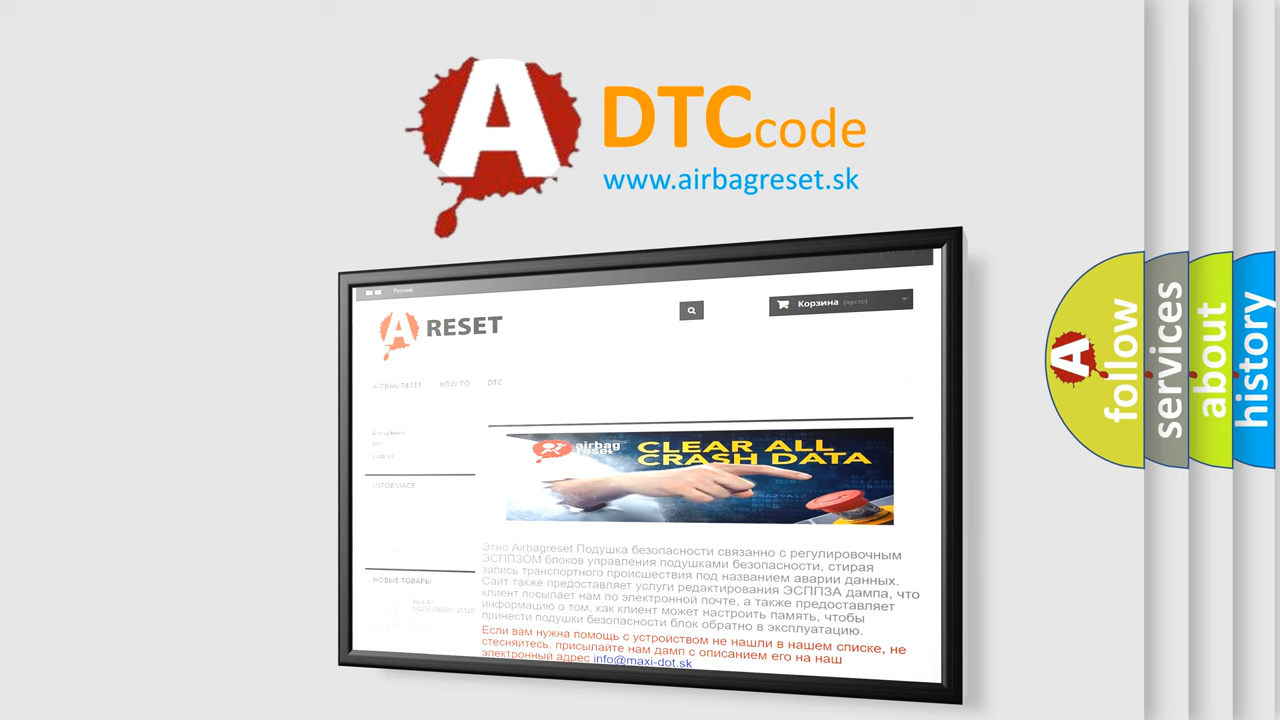 A
DTCcode
www.airbagreset.sk
Русский
A RESET
Корзина (пусто)
AIRBAG RESET HOW TO DTC
Airbag Reset
DTC
INFORMACE
airbag
reset
CLEAR ALL
CRASH DATA
Этно Airbagreset Подушка безопасности связанно с регулировочным
ЭСППЗОМ блоков управления подушками безопасности, стирая
запись транспортного происшествия под названием аварии данных.
Сайт также предоставляет услуги редактирования ЭСППЗА дампа, что
клиент посылает нам по электронной почте, а также предоставляет
информацию о том, как клиент может настроить память, чтобы
принести подушки безопасности блок обратно в эксплуатацию.
Если вам нужна помощь с устройством не нашли в нашем списке, не
стесняйтесь, присылайте нам дамп с описанием его на наш
электронный адрес info@maxi-dot.sk
НОВЫЕ ТОВАРЫ
A
follow
services
about
history